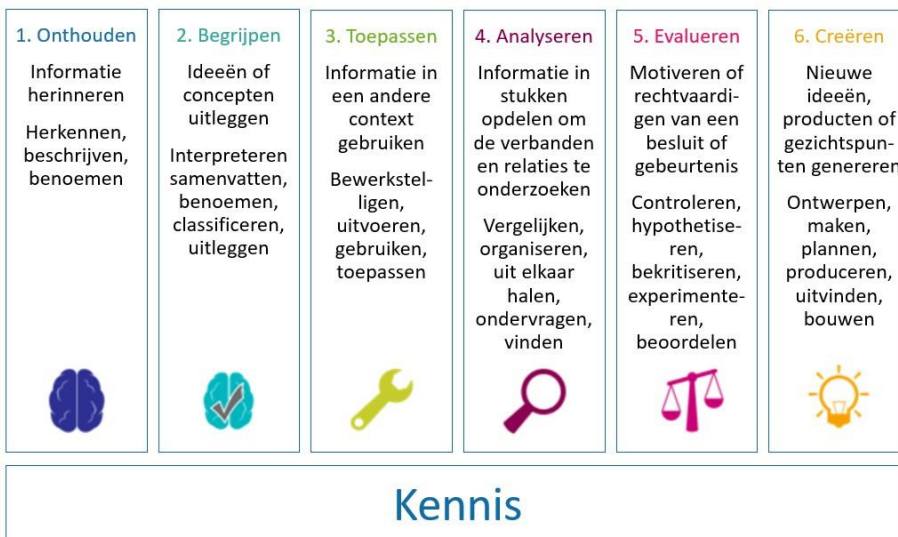 1. Onthouden
Informatie
herinneren
Herkennen,
beschrijven,
benoemen
2. Begrijpen
Ideeën of
concepten
uitleggen
Interpreteren
samenvatten,
benoemen,
classificeren,
uitleggen
3. Toepassen
Informatie in
een andere
context
gebruiken
Bewerkstel-
ligen,
uitvoeren,
gebruiken,
toepassen
4. Analyseren
Informatie in
stukken
opdelen om
de verbanden
en relaties te
onderzoeken
Vergelijken,
organiseren,
uit elkaar
halen,
ondervragen,
vinden
5. Evalueren
Motiveren of
rechtvaardi-
gen van een
besluit of
gebeurtenis
Controleren,
hypothetise-
ren,
bekritiseren,
experimente-
ren,
beoordelen
6. Creëren
Nieuwe
ideeën,
producten of
gezichtspun-
ten genereren
Ontwerpen,
maken,
plannen,
produceren,
uitvinden,
bouwen
Kennis